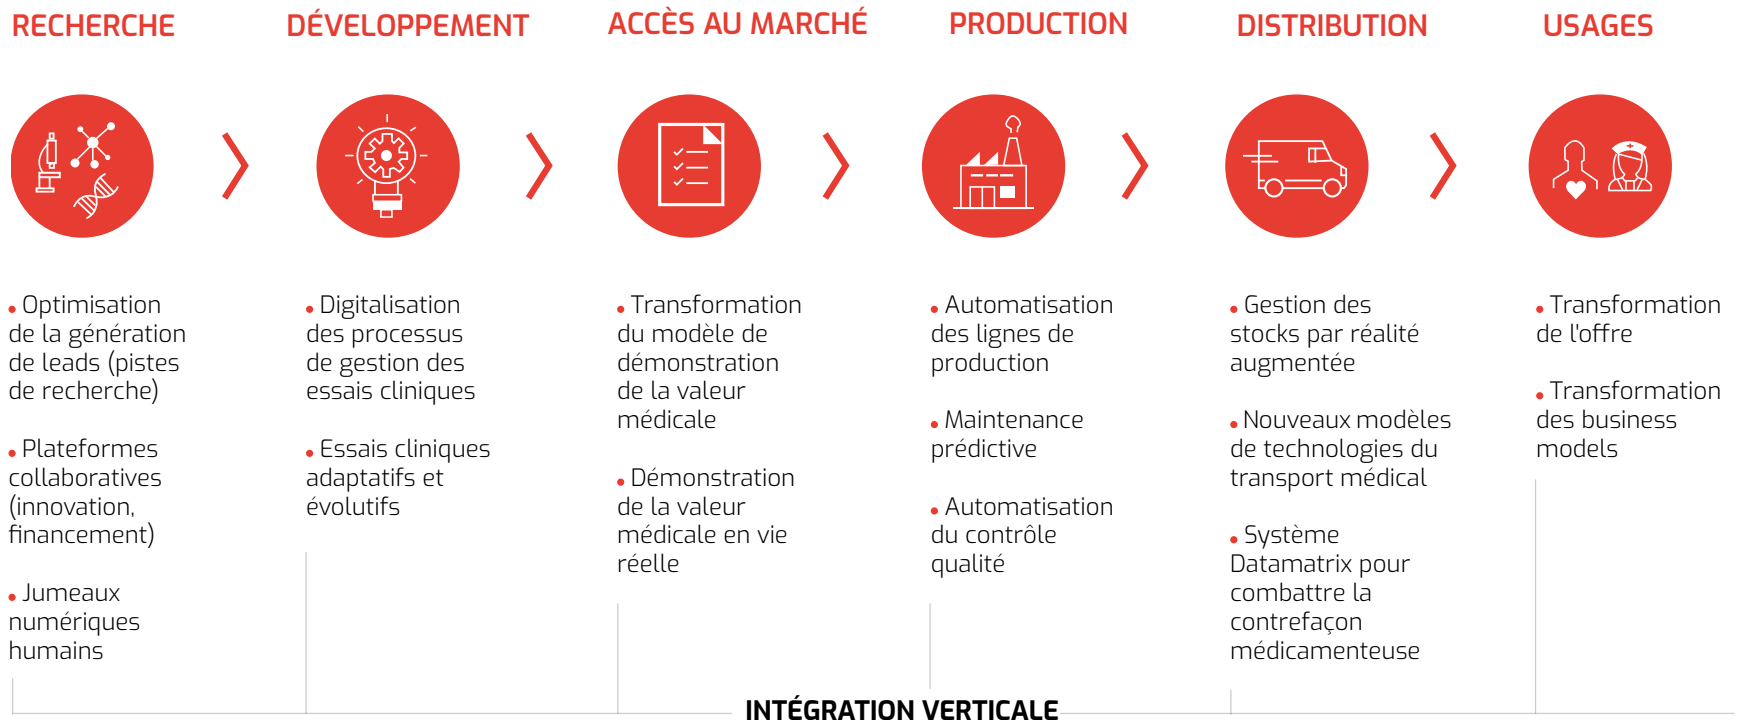 RECHERCHE
DÉVELOPPEMENT
ACCÈS AU MARCHÉ
PRODUCTION
DISTRIBUTION
USAGES
• Optimisation
de la génération
de leads (pistes
de recherche)
• Plateformes
collaboratives
(innovation,
financement)
• Jumeaux
numériques
humains
• Digitalisation
des processus
de gestion des
essais cliniques
• Essais cliniques
adaptatifs et
évolutifs
• Transformation
du modèle de
démonstration
de la valeur
médicale
• Démonstration
de la valeur
médicale en vie
réelle
• Automatisation
des lignes de
production
• Maintenance
prédictive
• Automatisation
du contrôle
qualité
• Gestion des
stocks par réalité
augmentée
• Nouveaux modèles
de technologies du
transport médical
• Système
Datamatrix pour
combattre la
contrefaçon
médicamenteuse
• Transformation
de l'offre
• Transformation
des business
models
INTÉGRATION VERTICALE